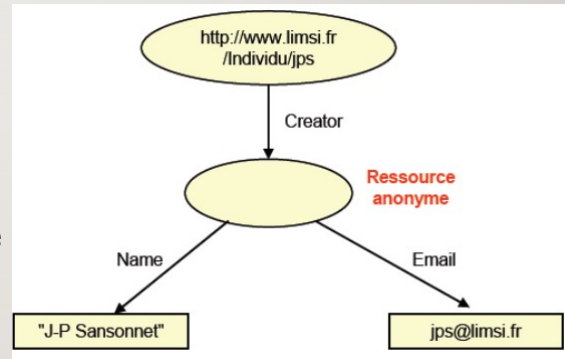 http://www.limsi.fr
/Individu/jps
Creator
Ressource
anonyme
Name
Email
"J-P Sansonnet"
jps@limsi.fr